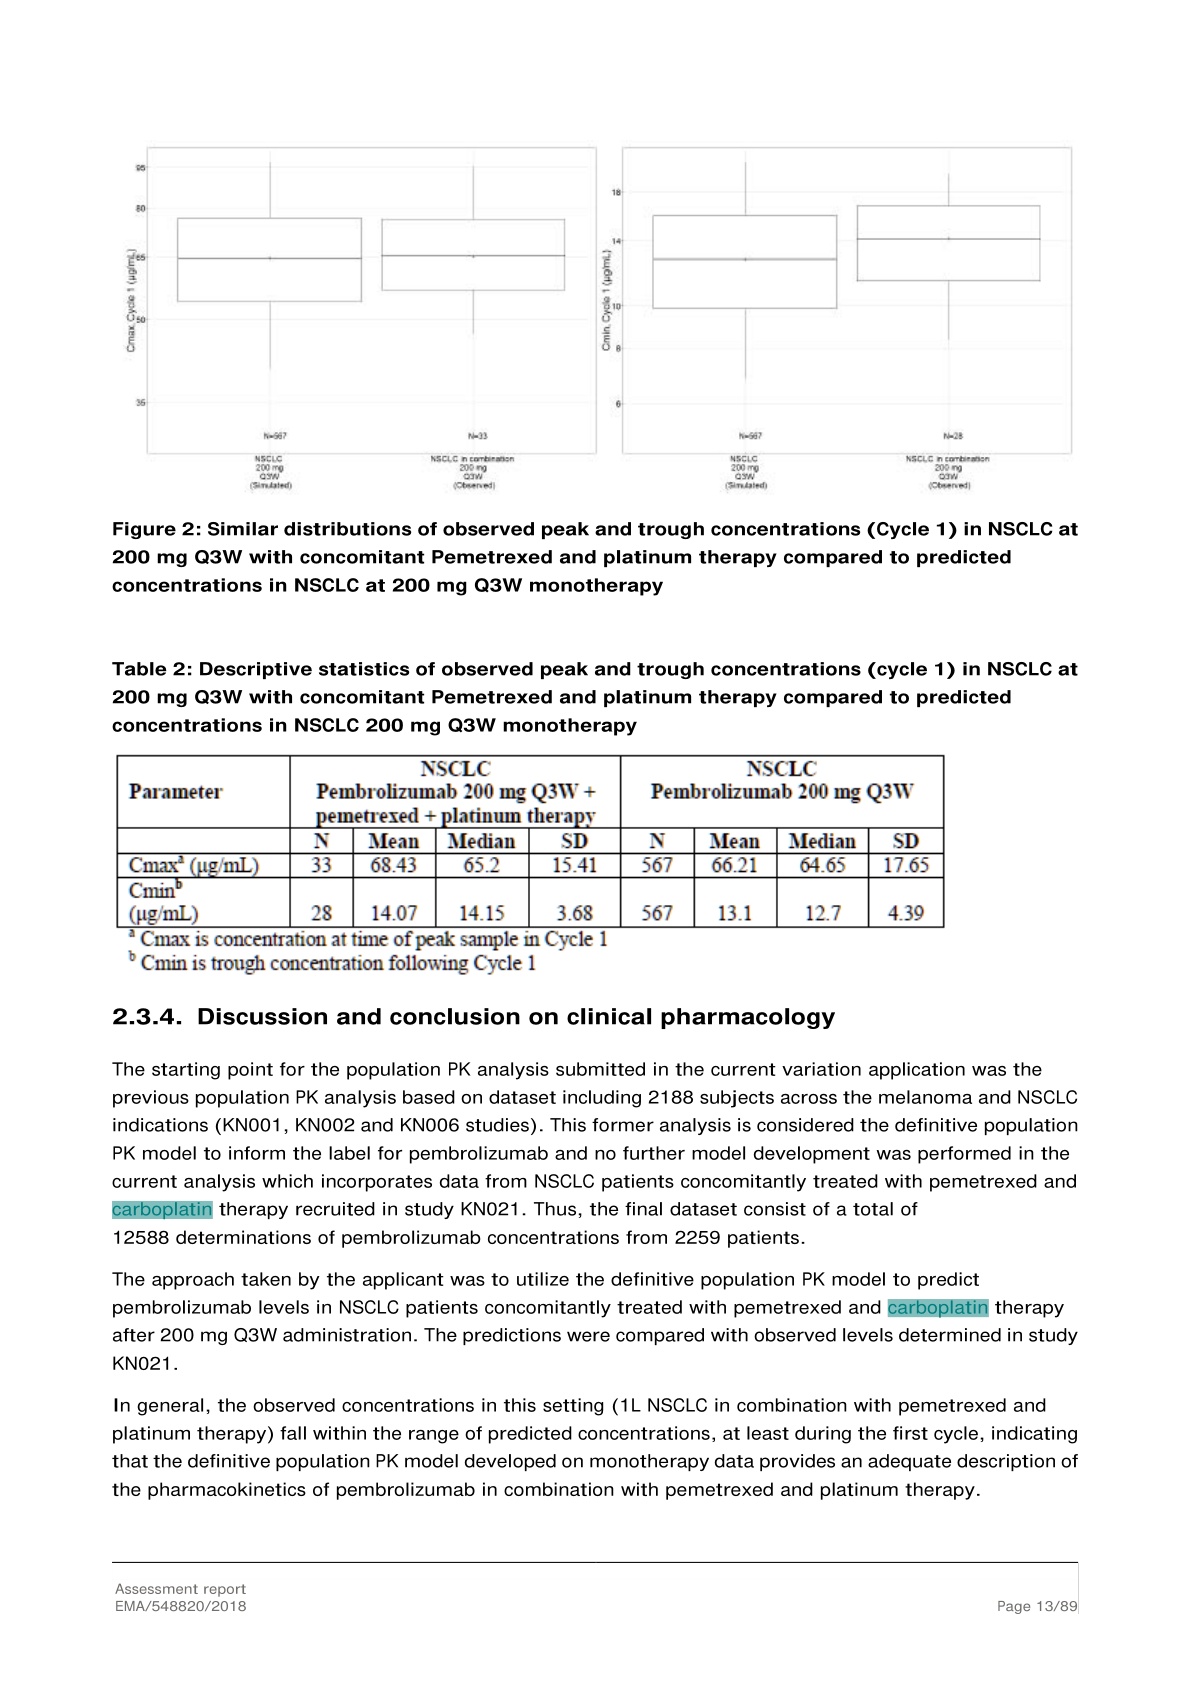 95
80
65
50
35
Cmax, Cycle 1 (µg/mL)
N=567
N=33
NSCLC
200 mg
Q3W
(Simulated)
NSCLC in combination
200 mg
Q3W
(Observed)
18
14
10
8
6
Cmin, Cycle 1 (µg/mL)
N=567
N=28
NSCLC
200 mg
Q3W
(Simulated)
NSCLC in combination
200 mg
Q3W
(Observed)
Figure 2: Similar distributions of observed peak and trough concentrations (Cycle 1) in NSCLC at
200 mg Q3W with concomitant Pemetrexed and platinum therapy compared to predicted
concentrations in NSCLC at 200 mg Q3W monotherapy
Table 2: Descriptive statistics of observed peak and trough concentrations (cycle 1) in NSCLC at
200 mg Q3W with concomitant Pemetrexed and platinum therapy compared to predicted
concentrations in NSCLC 200 mg Q3W monotherapy
NSCLC NSCLC
Parameter Pembrolizumab 200 mg Q3W + Pembrolizumab 200 mg Q3W
pemetrexed + platinum therapy
N Mean Median SD N Mean Median SD
Cmaxᵃ (µg/mL) 33 68.43 65.2 15.41 567 66.21 64.65 17.65
Cminᵇ
(µg/mL) 28 14.07 14.15 3.68 567 13.1 12.7 4.39
ᵃ Cmax is concentration at time of peak sample in Cycle 1
ᵇ Cmin is trough concentration following Cycle 1
2.3.4. Discussion and conclusion on clinical pharmacology
The starting point for the population PK analysis submitted in the current variation application was the
previous population PK analysis based on dataset including 2188 subjects across the melanoma and NSCLC
indications (KN001, KN002 and KN006 studies). This former analysis is considered the definitive population
PK model to inform the label for pembrolizumab and no further model development was performed in the
current analysis which incorporates data from NSCLC patients concomitantly treated with pemetrexed and
carboplatin therapy recruited in study KN021. Thus, the final dataset consist of a total of
12588 determinations of pembrolizumab concentrations from 2259 patients.
The approach taken by the applicant was to utilize the definitive population PK model to predict
pembrolizumab levels in NSCLC patients concomitantly treated with pemetrexed and carboplatin therapy
after 200 mg Q3W administration. The predictions were compared with observed levels determined in study
KN021.
In general, the observed concentrations in this setting (1L NSCLC in combination with pemetrexed and
platinum therapy) fall within the range of predicted concentrations, at least during the first cycle, indicating
that the definitive population PK model developed on monotherapy data provides an adequate description of
the pharmacokinetics of pembrolizumab in combination with pemetrexed and platinum therapy.
Assessment report
EMA/548820/2018 Page 13/89